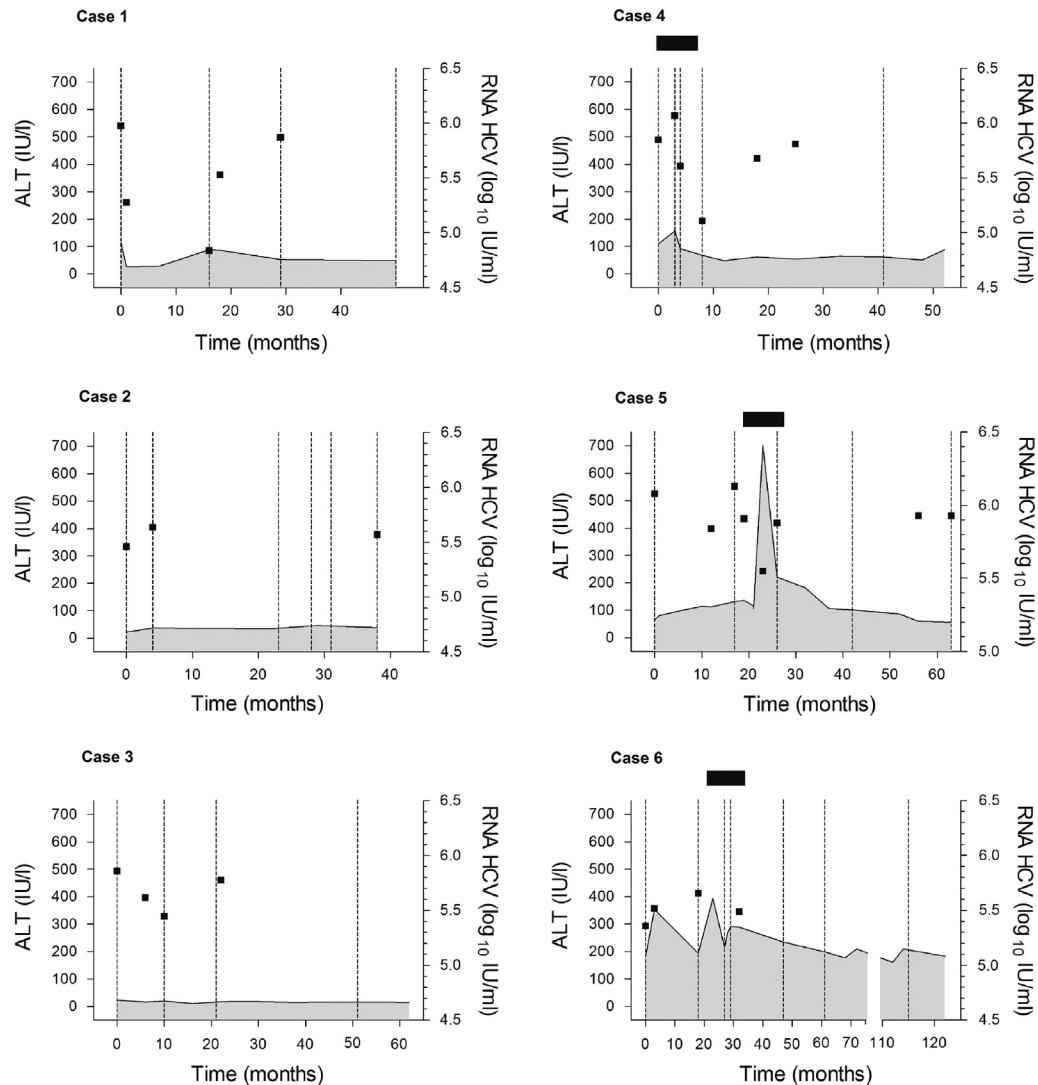 Case 1
ALT (IU/l)
700
600
500
400
300
200
100
0
6.5
6.0
5.5
5.0
4.5
RNA HCV (log10 IU/ml)
0 10 20 30 40
Time (months)
Case 4
ALT (IU/l)
700
600
500
400
300
200
100
0
6.5
6.0
5.5
5.0
4.5
RNA HCV (log10 IU/ml)
0 10 20 30 40 50
Time (months)
Case 2
ALT (IU/l)
700
600
500
400
300
200
100
0
6.5
6.0
5.5
5.0
4.5
RNA HCV (log10 IU/ml)
0 10 20 30 40
Time (months)
Case 5
ALT (IU/l)
700
600
500
400
300
200
100
0
6.5
6.0
5.5
5.0
RNA HCV (log10 IU/ml)
0 10 20 30 40 50 60
Time (months)
Case 3
ALT (IU/l)
700
600
500
400
300
200
100
0
6.5
6.0
5.5
5.0
4.5
RNA HCV (log10 IU/ml)
0 10 20 30 40 50 60
Time (months)
Case 6
ALT (IU/l)
700
600
500
400
300
200
100
0
6.5
6.0
5.5
5.0
4.5
RNA HCV (log10 IU/ml)
0 10 20 30 40 50 60 70 110 120
Time (months)